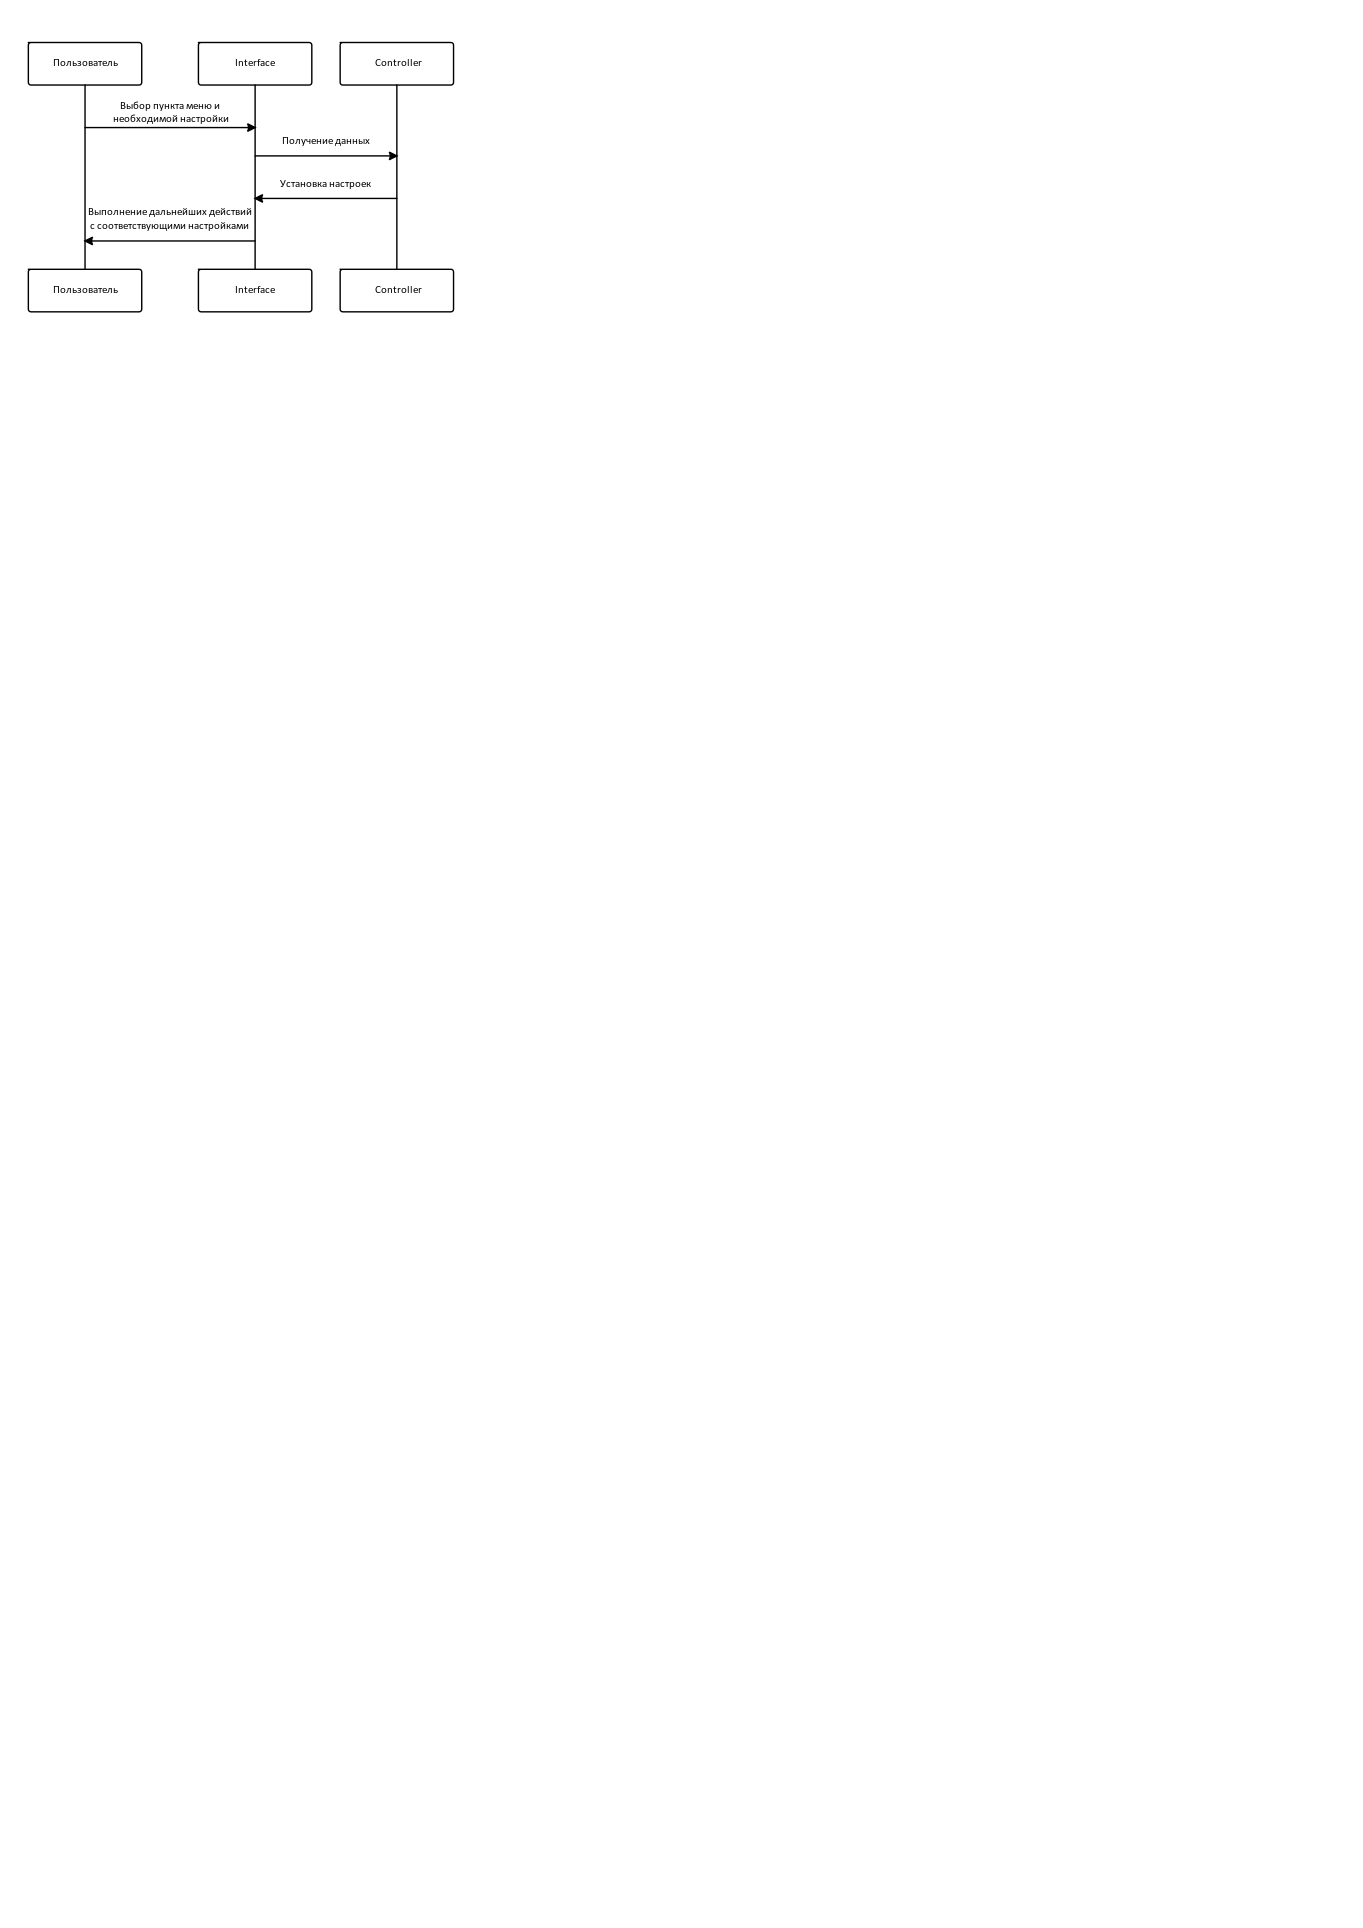 Пользователь
Interface
Controller
Выбор пункта меню и
необходимой настройки
Получение данных
Установка настроек
Выполнение дальнейших действий
с соответствующими настройками
Пользователь
Interface
Controller